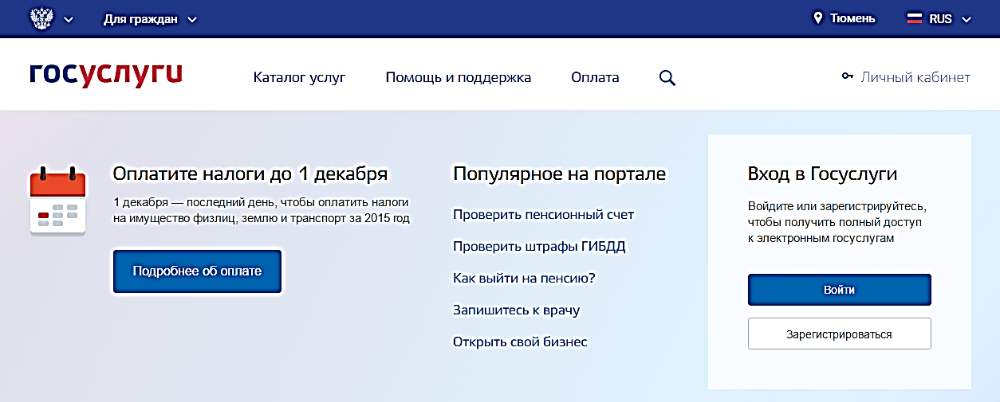 Для граждан
Тюмень
RUS
госуслуги
Каталог услуг
Помощь и поддержка
Оплата
Личный кабинет
Оплатите налоги до 1 декабря
1 декабря — последний день, чтобы оплатить налоги
на имущество физлиц, землю и транспорт за 2015 год
Подробнее об оплате
Популярное на портале
Проверить пенсионный счет
Проверить штрафы ГИБДД
Как выйти на пенсию?
Запишитесь к врачу
Открыть свой бизнес
Вход в Госуслуги
Войдите или зарегистрируйтесь,
чтобы получить полный доступ
к электронным госуслугам
Войти
Зарегистрироваться